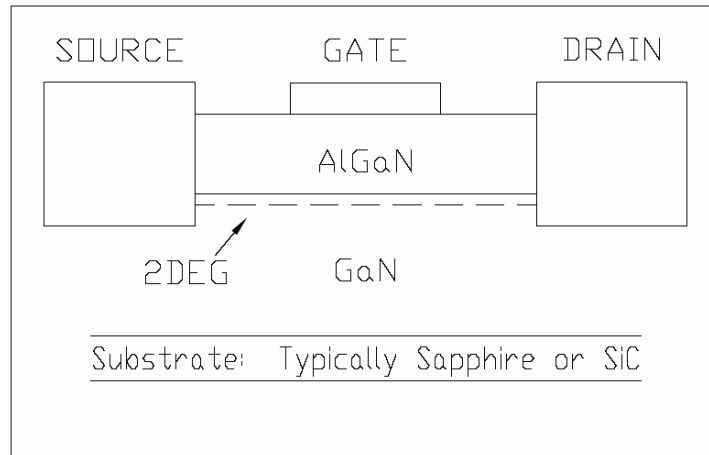 SOURCE GATE DRAIN
AlGaN
2DEG
GaN
Substrate: Typically Sapphire or SiC